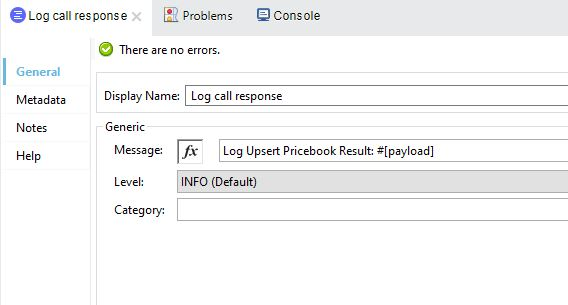 Log call response
Problems
Console
There are no errors.
General
Metadata
Notes
Help
Display Name: Log call response
Generic
Message: fx Log Upsert Pricebook Result: #[payload]
Level: INFO (Default)
Category: